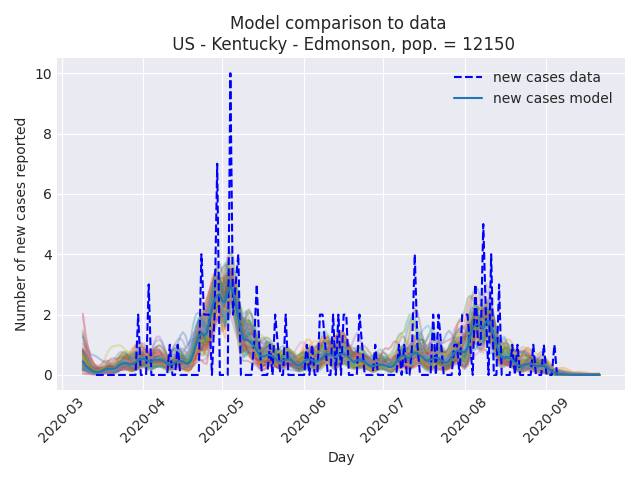 Model comparison to data
US - Kentucky - Edmonson, pop. = 12150
new cases data
new cases model
Number of new cases reported
10
8
6
4
2
0
2020-03
2020-04
2020-05
2020-06
2020-07
2020-08
2020-09
Day